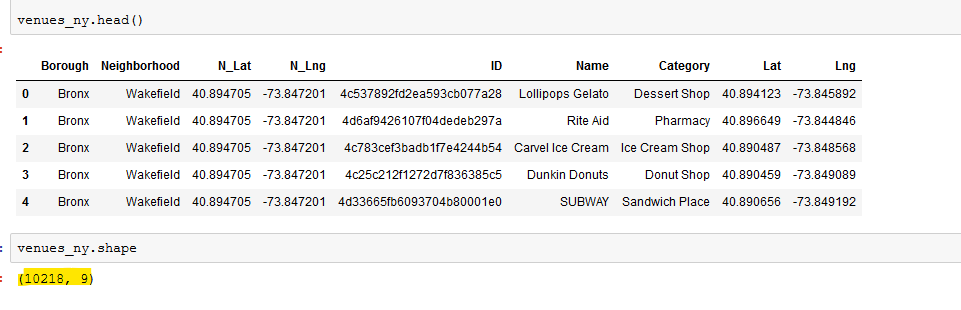 venues_ny.head()
Borough Neighborhood N_Lat N_Lng ID Name Category Lat Lng
0 Bronx Wakefield 40.894705 -73.847201 4c537892fd2ea593cb077a28 Lollipops Gelato Dessert Shop 40.894123 -73.845892
1 Bronx Wakefield 40.894705 -73.847201 4d6af9426107f04dedeb297a Rite Aid Pharmacy 40.896649 -73.844846
2 Bronx Wakefield 40.894705 -73.847201 4c783cef3badb1f7e4244b54 Carvel Ice Cream Ice Cream Shop 40.890487 -73.848568
3 Bronx Wakefield 40.894705 -73.847201 4c25c212f1272d7f836385c5 Dunkin Donuts Donut Shop 40.890459 -73.849089
4 Bronx Wakefield 40.894705 -73.847201 4d33665fb6093704b80001e0 SUBWAY Sandwich Place 40.890656 -73.849192
venues_ny.shape
(10218, 9)